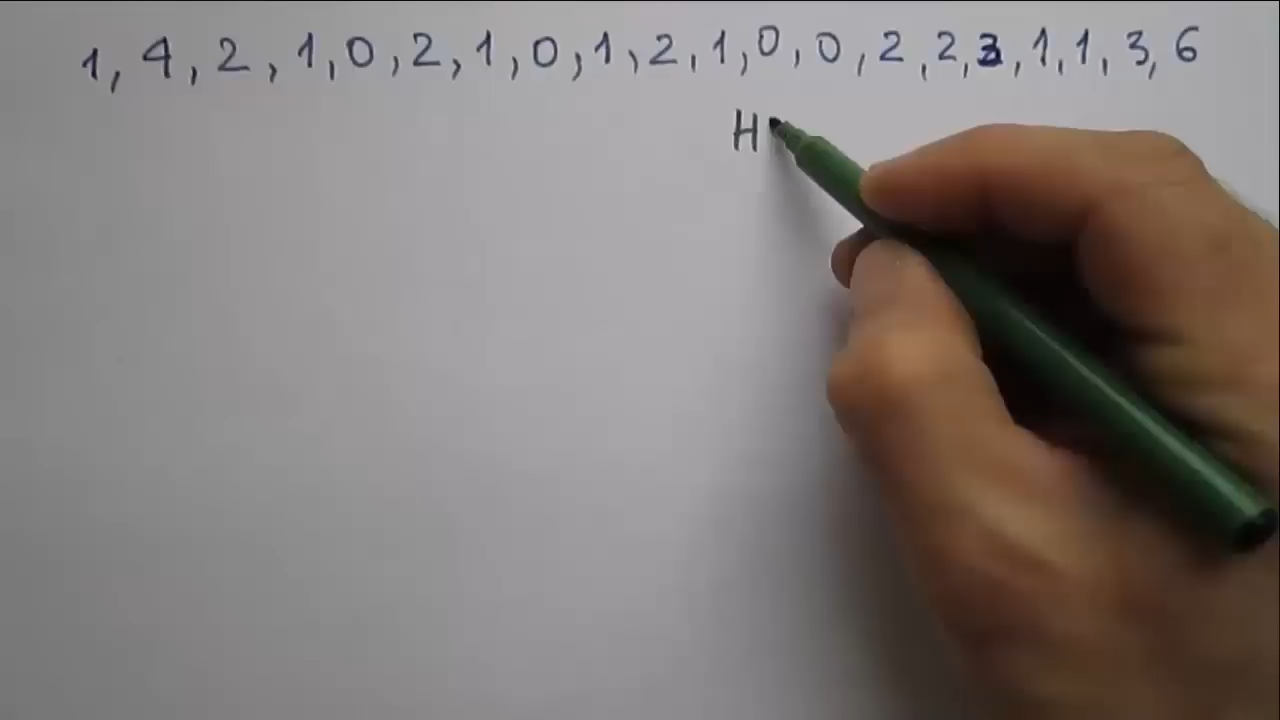 1, 4, 2, 1, 0, 2, 1, 0, 1, 2, 1, 0, 0, 2, 2, 3, 1, 1, 3, 6
H